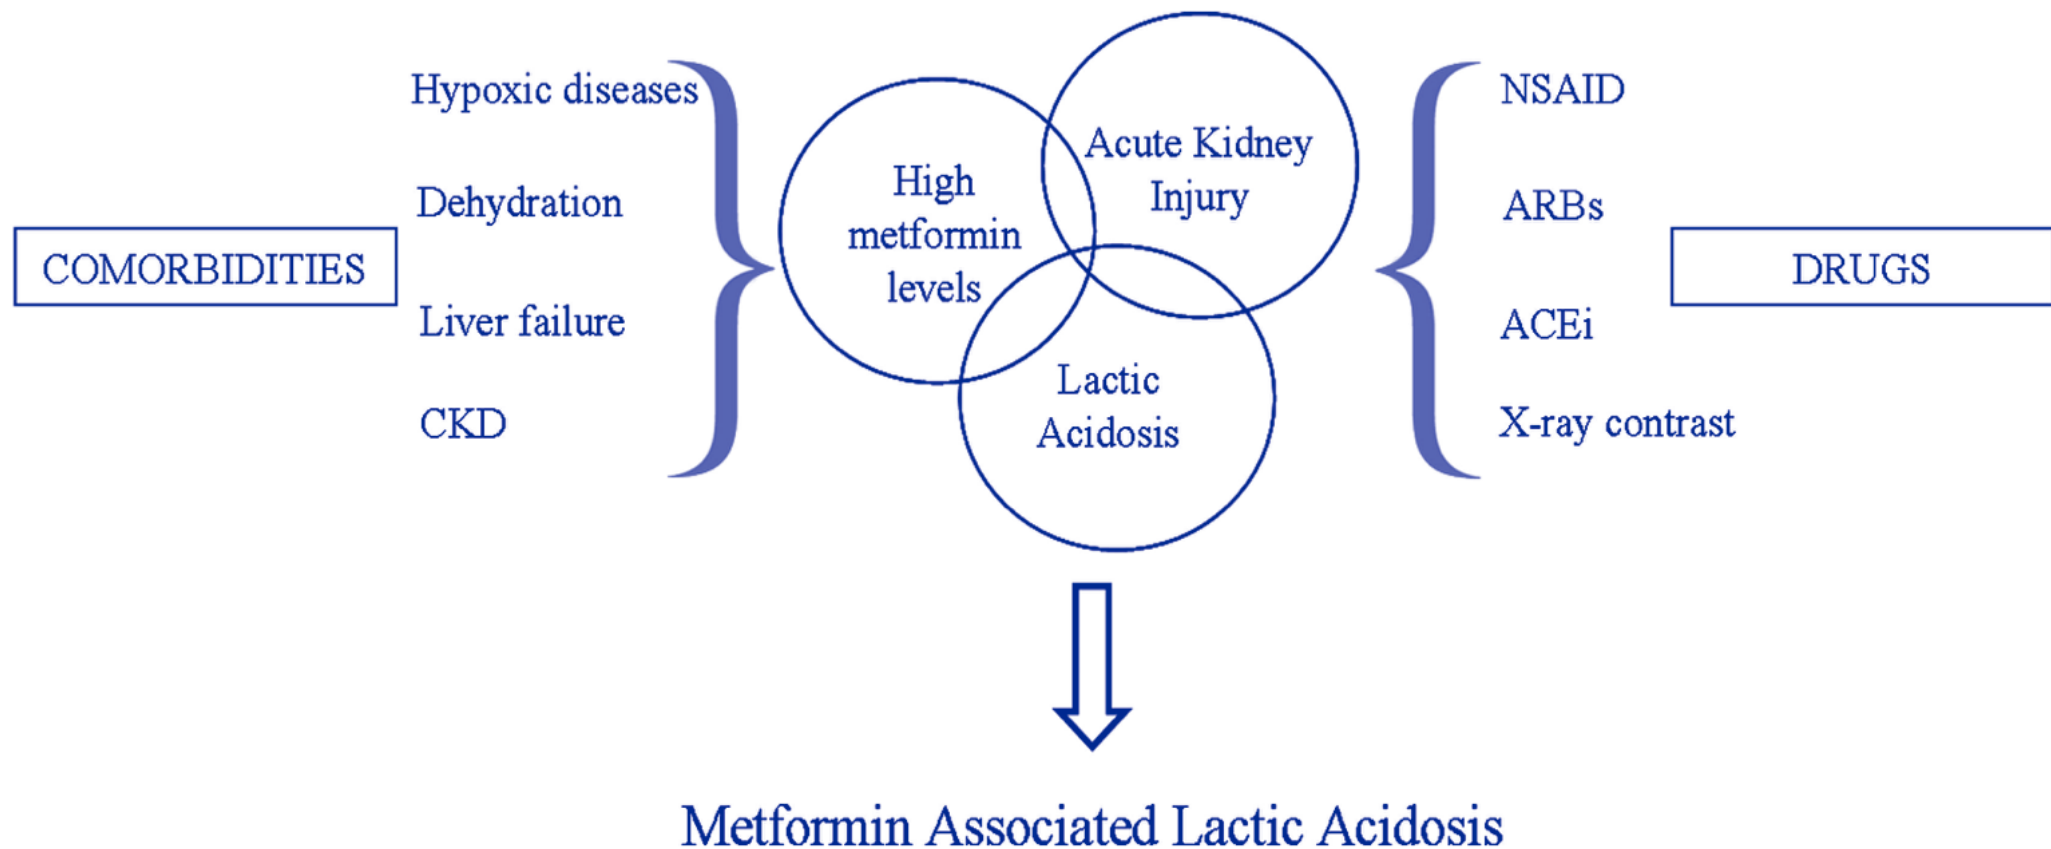 COMORBIDITIES
Hypoxic diseases
Dehydration
Liver failure
CKD
High
metformin
levels
Acute Kidney
Injury
Lactic
Acidosis
NSAID
ARBs
ACEi
X-ray contrast
DRUGS
Metformin Associated Lactic Acidosis